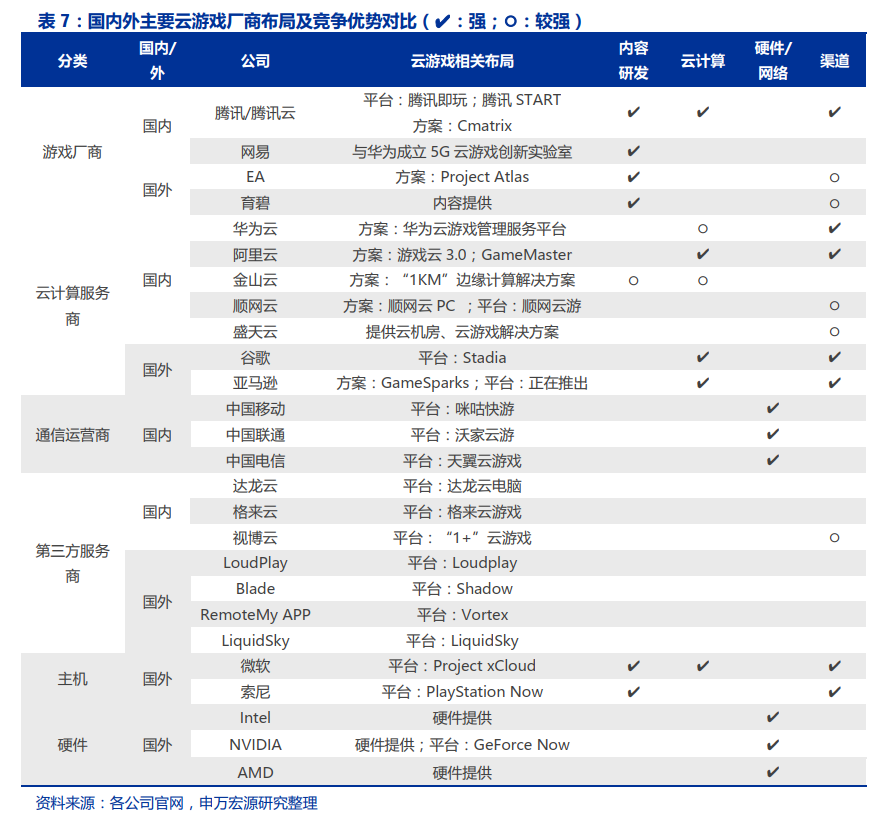 表 7：国内外主要云游戏厂商布局及竞争优势对比（✔：强；○：较强）
分类 国内/外 公司 云游戏相关布局 内容研发 云计算 硬件/网络 渠道
游戏厂商 国内 腾讯/腾讯云 平台：腾讯即玩；腾讯 START ✔ ✔ ✔
方案：Cmatrix
网易 与华为成立 5G 云游戏创新实验室 ✔
国外 EA 方案：Project Atlas ✔ ○
育碧 内容提供 ✔ ○
云计算服务商 国内 华为云 方案：华为云游戏管理服务平台 ○ ✔
阿里云 方案：游戏云 3.0；GameMaster ✔ ✔
金山云 方案：“1KM”边缘计算解决方案 ○ ○
顺网云 方案：顺网云 PC ；平台：顺网云游 ○
盛天云 提供云机房、云游戏解决方案 ○
国外 谷歌 平台：Stadia ✔ ✔
亚马逊 方案：GameSparks；平台：正在推出 ✔ ✔
通信运营商 国内 中国移动 平台：咪咕快游 ✔
中国联通 平台：沃家云游 ✔
中国电信 平台：天翼云游戏 ✔
第三方服务商 国内 达龙云 平台：达龙云电脑
格来云 平台：格来云游戏
视博云 平台：“1+”云游戏 ○
国外 LoudPlay 平台：Loudplay
Blade 平台：Shadow
RemoteMy APP 平台：Vortex
LiquidSky 平台：LiquidSky
主机 国外 微软 平台：Project xCloud ✔ ✔ ✔
索尼 平台：PlayStation Now ✔ ✔
硬件 国外 Intel 硬件提供 ✔
NVIDIA 硬件提供；平台：GeForce Now ✔
AMD 硬件提供 ✔
资料来源：各公司官网，申万宏源研究整理